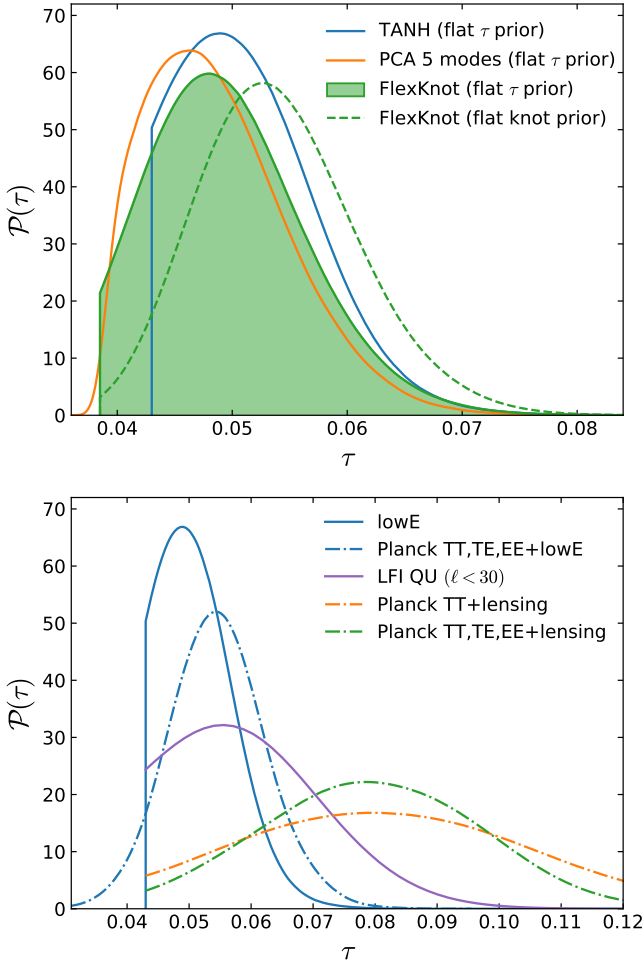 70
60
50
40
30
20
10
0
P(τ)
TANH (flat τ prior)
PCA 5 modes (flat τ prior)
FlexKnot (flat τ prior)
FlexKnot (flat knot prior)
0.04 0.05 0.06 0.07 0.08
τ
70
60
50
40
30
20
10
0
P(τ)
lowE
Planck TT,TE,EE+lowE
LFI QU (ℓ < 30)
Planck TT+lensing
Planck TT,TE,EE+lensing
0.04 0.05 0.06 0.07 0.08 0.09 0.10 0.11 0.12
τ